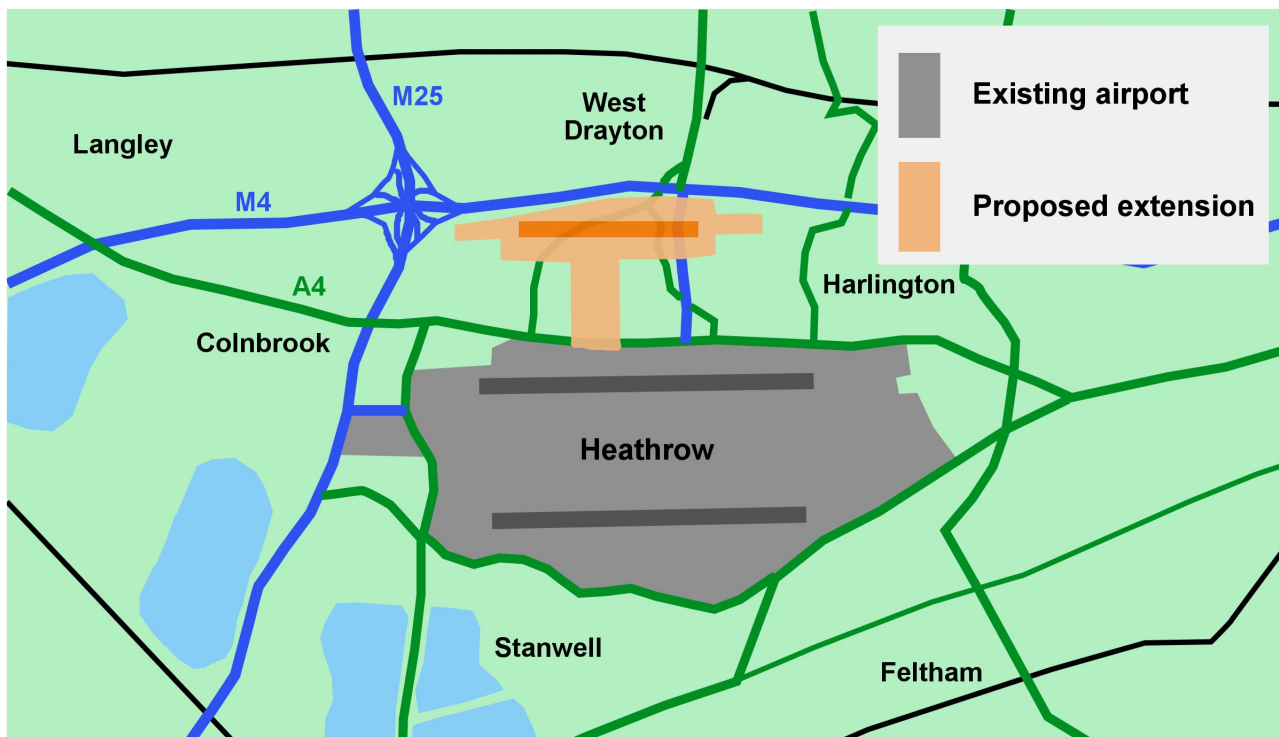 M25
West
Drayton
Langley
M4
Existing airport
Proposed extension
A4
Harlington
Colnbrook
Heathrow
Stanwell
Feltham